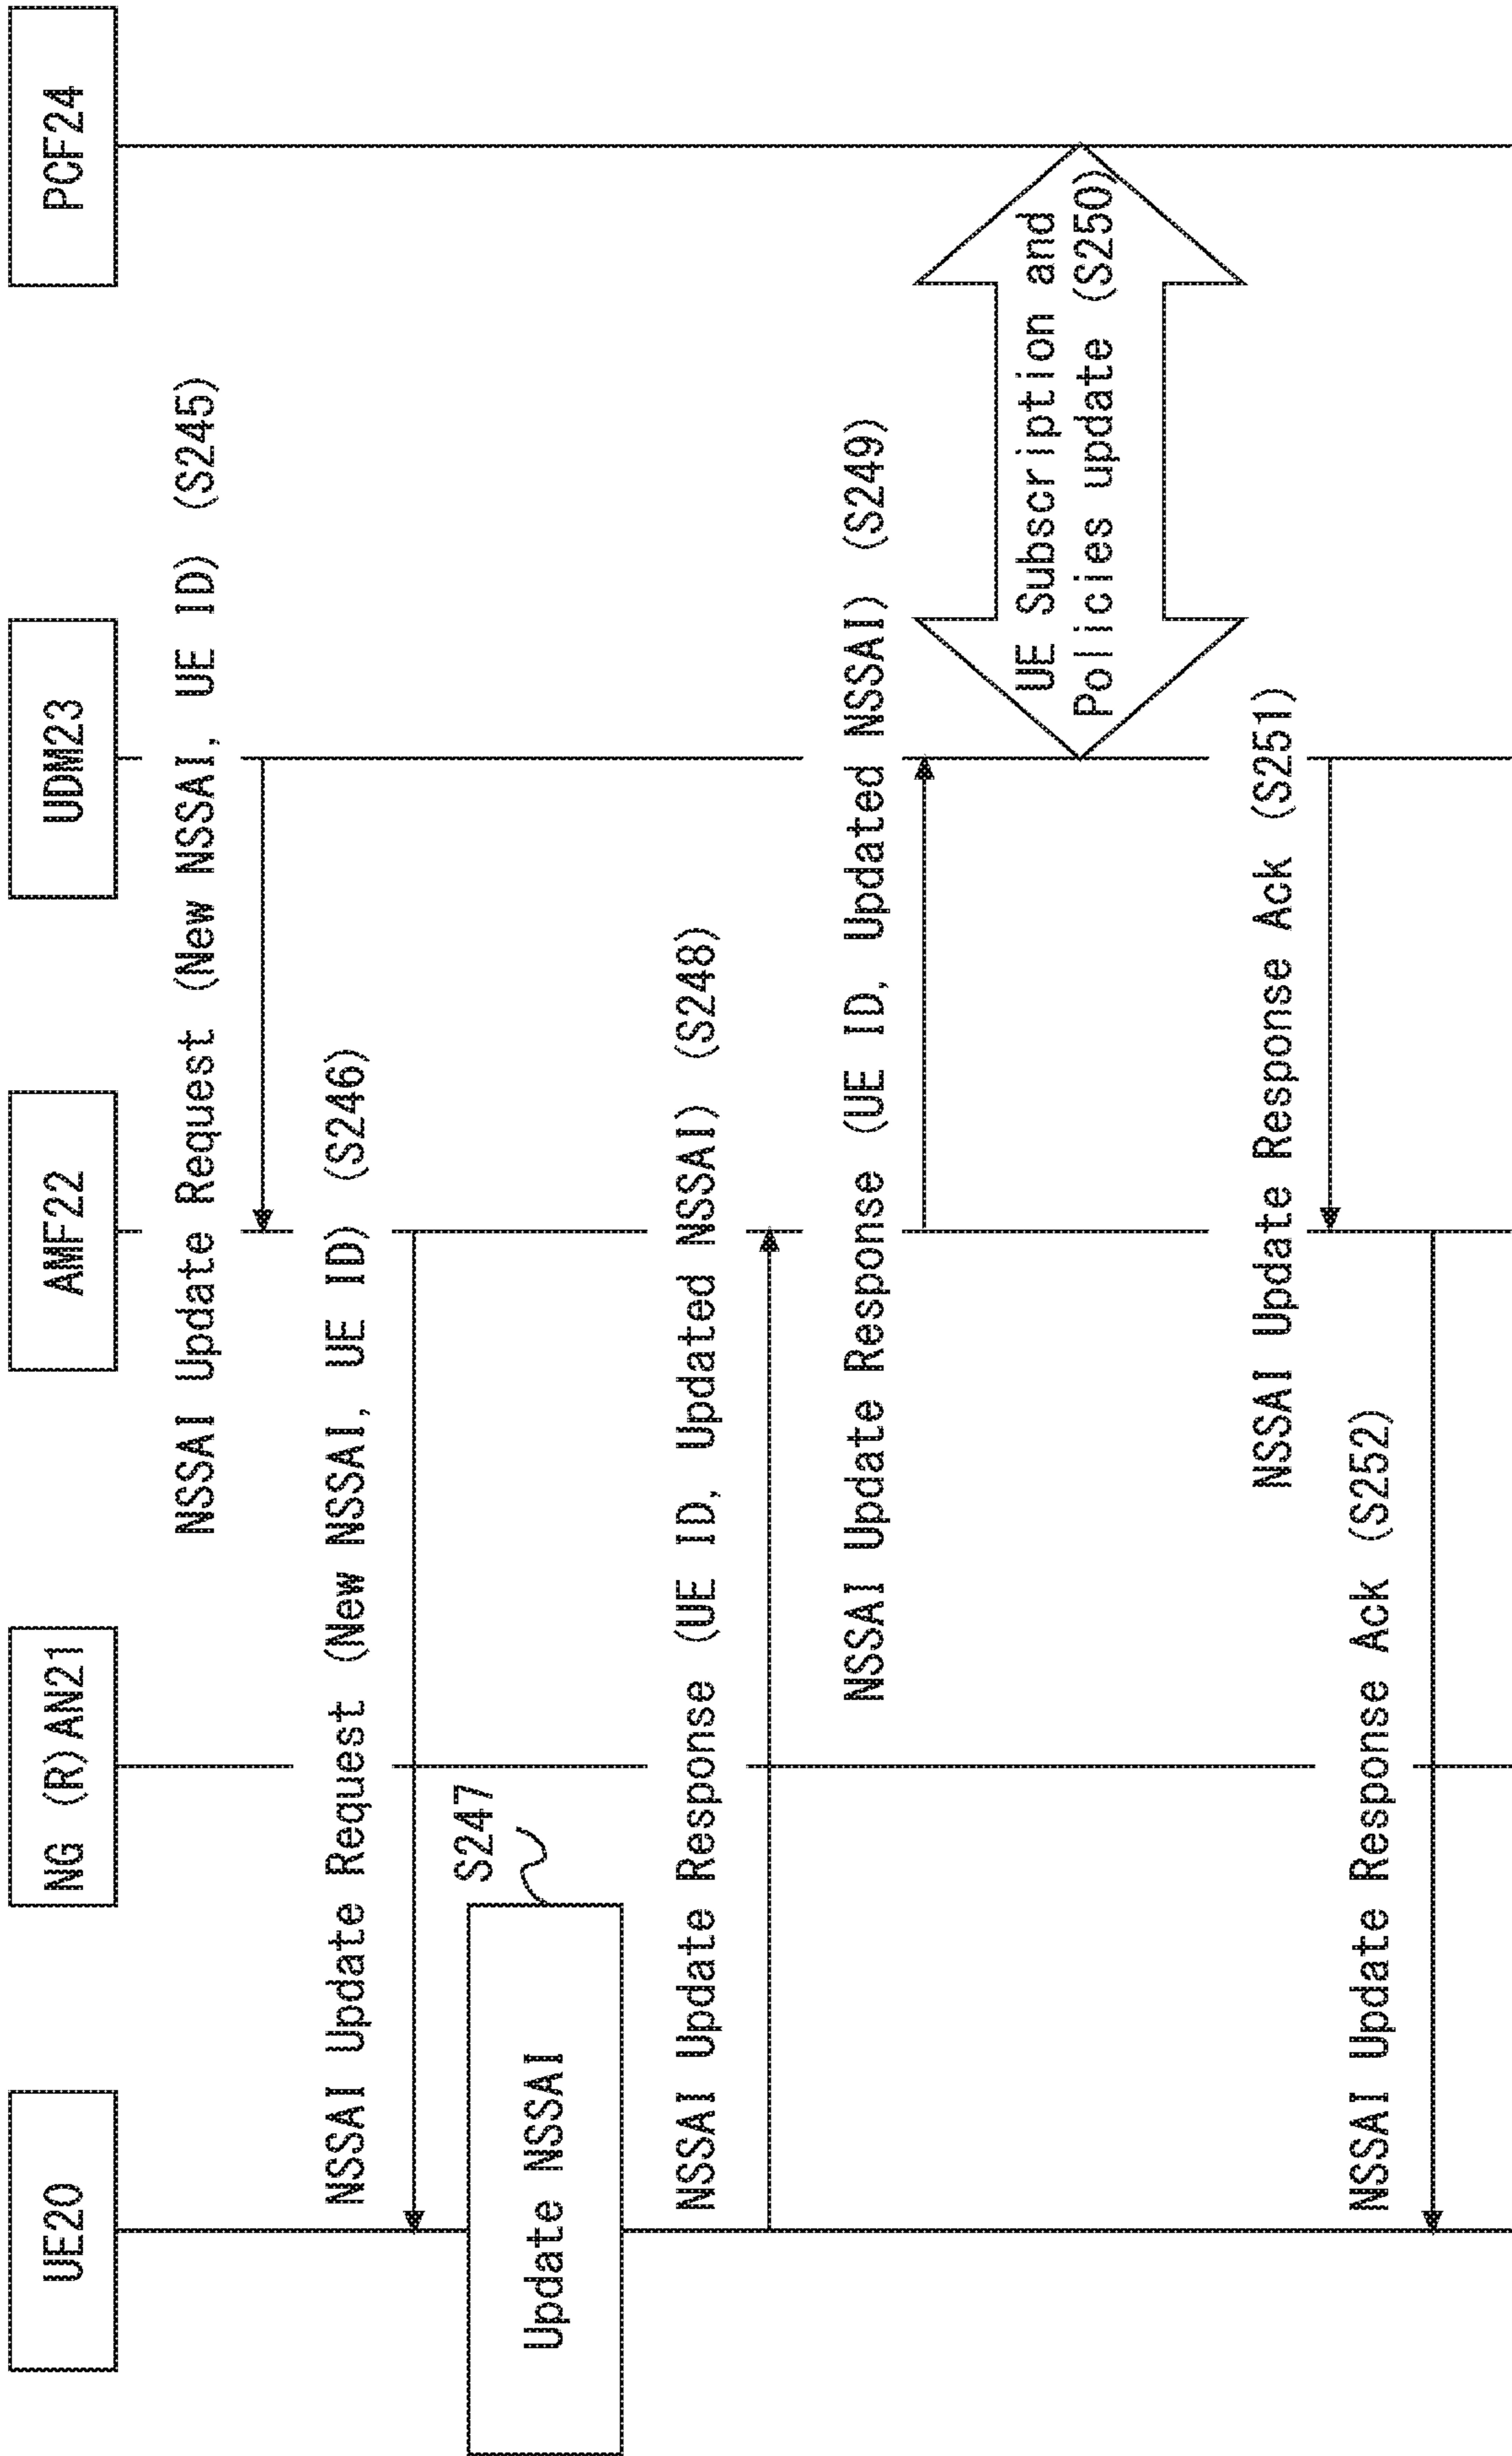 UE20
NG (R) AN21
AMF22
UDM23
PCF24
NSSAI Update Request (New NSSAI, UE ID) (S245)
NSSAI Update Request (New NSSAI, UE ID) (S246)
S247
Update NSSAI
NSSAI Update Response (UE ID, Updated NSSAI) (S248)
NSSAI Update Response (UE ID, Updated NSSAI) (S249)
UE Subscription and
Policies update (S250)
NSSAI Update Response Ack (S251)
NSSAI Update Response Ack (S252)